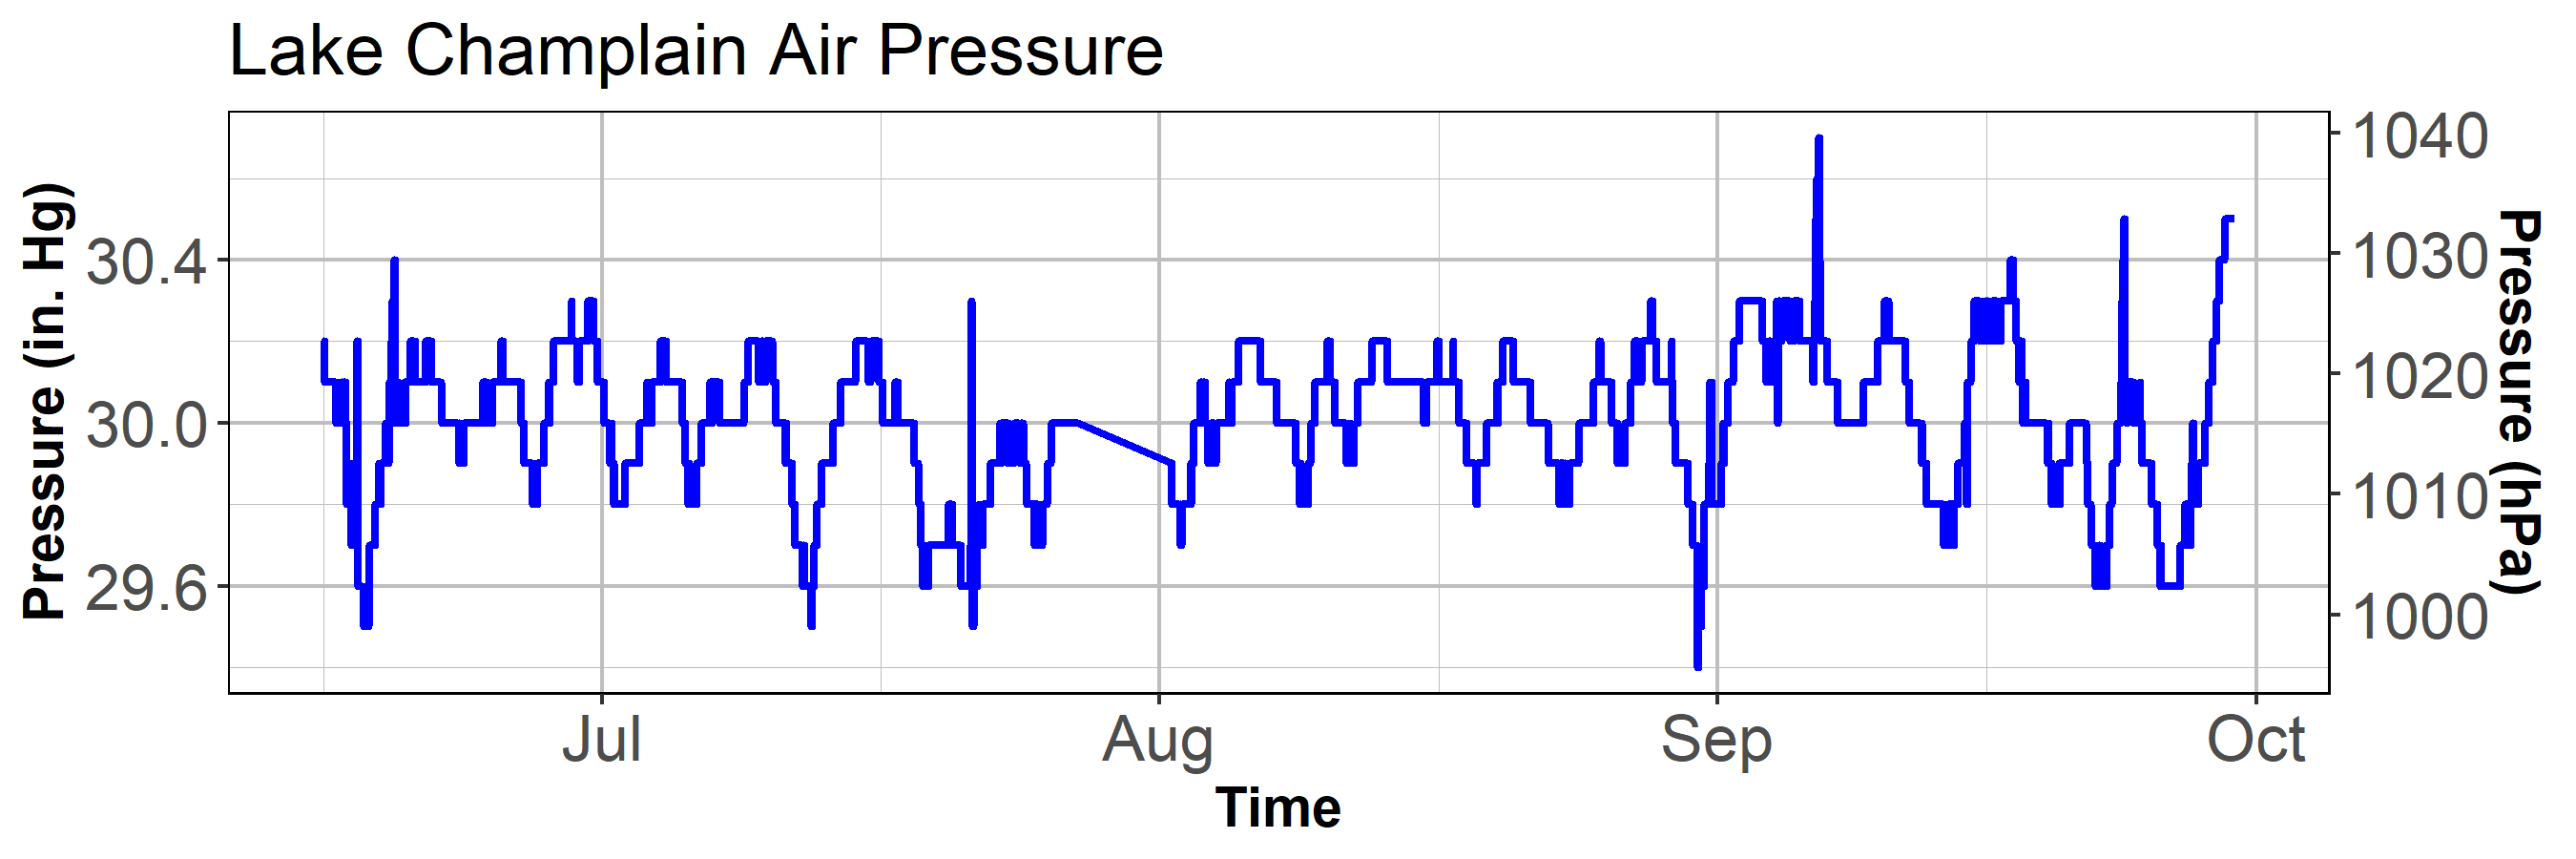 Lake Champlain Air Pressure
Pressure (in. Hg)
30.4
30.0
29.6
1040
1030
1020
1010
1000
Pressure (hPa)
Jul
Aug
Sep
Oct
Time